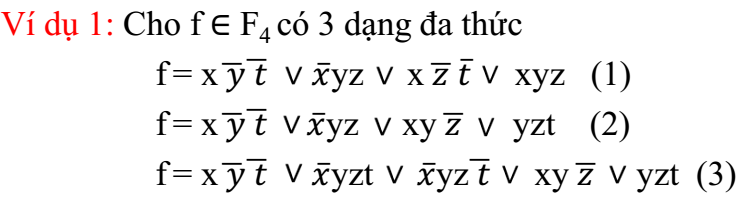 Ví dụ 1: Cho f ∈ F₄ có 3 dạng đa thức
f= x y̅ t̅ ∨ x̅yz ∨ x z̅ t̅ ∨ xyz (1)
f= x y̅ t̅ ∨ x̅yz ∨ xy z̅ ∨ yzt (2)
f= x y̅ t̅ ∨ x̅yzt ∨ x̅yz t̅ ∨ xy z̅ ∨ yzt (3)